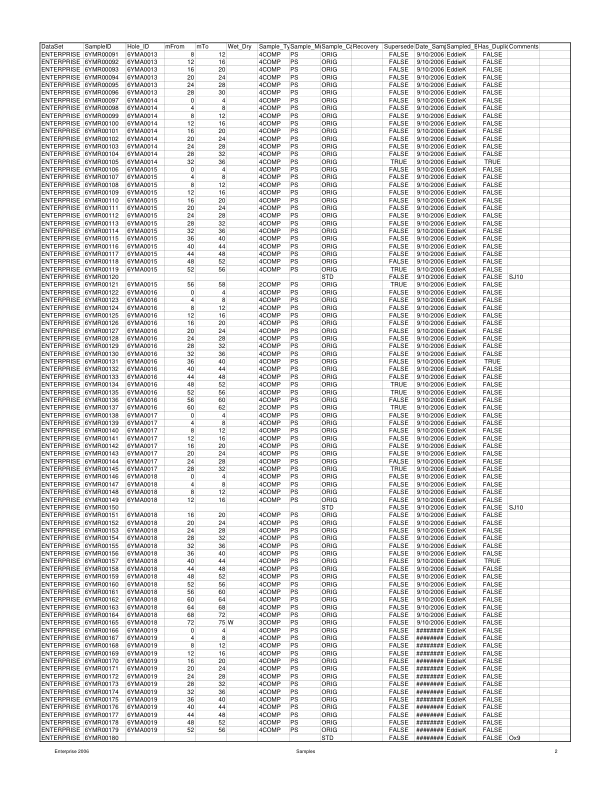 DataSet SampleID Hole_ID mFrom mTo Wet_Dry Sample_Ty Sample_Me Sample_Ca Recovery Supersede Date_Samp Sampled_B Has_Duplic Comments
ENTERPRISE 6YMR00091 6YMA0013 8 12 4COMP PS ORIG FALSE 9/10/2006 EddieK FALSE
ENTERPRISE 6YMR00092 6YMA0013 12 16 4COMP PS ORIG FALSE 9/10/2006 EddieK FALSE
ENTERPRISE 6YMR00093 6YMA0013 16 20 4COMP PS ORIG FALSE 9/10/2006 EddieK FALSE
ENTERPRISE 6YMR00094 6YMA0013 20 24 4COMP PS ORIG FALSE 9/10/2006 EddieK FALSE
ENTERPRISE 6YMR00095 6YMA0013 24 28 4COMP PS ORIG FALSE 9/10/2006 EddieK FALSE
ENTERPRISE 6YMR00096 6YMA0013 28 30 4COMP PS ORIG FALSE 9/10/2006 EddieK FALSE
ENTERPRISE 6YMR00097 6YMA0014 0 4 4COMP PS ORIG FALSE 9/10/2006 EddieK FALSE
ENTERPRISE 6YMR00098 6YMA0014 4 8 4COMP PS ORIG FALSE 9/10/2006 EddieK FALSE
ENTERPRISE 6YMR00099 6YMA0014 8 12 4COMP PS ORIG FALSE 9/10/2006 EddieK FALSE
ENTERPRISE 6YMR00100 6YMA0014 12 16 4COMP PS ORIG FALSE 9/10/2006 EddieK FALSE
ENTERPRISE 6YMR00101 6YMA0014 16 20 4COMP PS ORIG FALSE 9/10/2006 EddieK FALSE
ENTERPRISE 6YMR00102 6YMA0014 20 24 4COMP PS ORIG FALSE 9/10/2006 EddieK FALSE
ENTERPRISE 6YMR00103 6YMA0014 24 28 4COMP PS ORIG FALSE 9/10/2006 EddieK FALSE
ENTERPRISE 6YMR00104 6YMA0014 28 32 4COMP PS ORIG FALSE 9/10/2006 EddieK FALSE
ENTERPRISE 6YMR00105 6YMA0014 32 36 4COMP PS ORIG TRUE 9/10/2006 EddieK TRUE
ENTERPRISE 6YMR00106 6YMA0015 0 4 4COMP PS ORIG FALSE 9/10/2006 EddieK FALSE
ENTERPRISE 6YMR00107 6YMA0015 4 8 4COMP PS ORIG FALSE 9/10/2006 EddieK FALSE
ENTERPRISE 6YMR00108 6YMA0015 8 12 4COMP PS ORIG FALSE 9/10/2006 EddieK FALSE
ENTERPRISE 6YMR00109 6YMA0015 12 16 4COMP PS ORIG FALSE 9/10/2006 EddieK FALSE
ENTERPRISE 6YMR00110 6YMA0015 16 20 4COMP PS ORIG FALSE 9/10/2006 EddieK FALSE
ENTERPRISE 6YMR00111 6YMA0015 20 24 4COMP PS ORIG FALSE 9/10/2006 EddieK FALSE
ENTERPRISE 6YMR00112 6YMA0015 24 28 4COMP PS ORIG FALSE 9/10/2006 EddieK FALSE
ENTERPRISE 6YMR00113 6YMA0015 28 32 4COMP PS ORIG FALSE 9/10/2006 EddieK FALSE
ENTERPRISE 6YMR00114 6YMA0015 32 36 4COMP PS ORIG FALSE 9/10/2006 EddieK FALSE
ENTERPRISE 6YMR00115 6YMA0015 36 40 4COMP PS ORIG FALSE 9/10/2006 EddieK FALSE
ENTERPRISE 6YMR00116 6YMA0015 40 44 4COMP PS ORIG FALSE 9/10/2006 EddieK FALSE
ENTERPRISE 6YMR00117 6YMA0015 44 48 4COMP PS ORIG FALSE 9/10/2006 EddieK FALSE
ENTERPRISE 6YMR00118 6YMA0015 48 52 4COMP PS ORIG FALSE 9/10/2006 EddieK FALSE
ENTERPRISE 6YMR00119 6YMA0015 52 56 4COMP PS ORIG TRUE 9/10/2006 EddieK FALSE
ENTERPRISE 6YMR00120 STD FALSE 9/10/2006 EddieK FALSE SJ10
ENTERPRISE 6YMR00121 6YMA0015 56 58 2COMP PS ORIG TRUE 9/10/2006 EddieK FALSE
ENTERPRISE 6YMR00122 6YMA0016 0 4 4COMP PS ORIG FALSE 9/10/2006 EddieK FALSE
ENTERPRISE 6YMR00123 6YMA0016 4 8 4COMP PS ORIG FALSE 9/10/2006 EddieK FALSE
ENTERPRISE 6YMR00124 6YMA0016 8 12 4COMP PS ORIG FALSE 9/10/2006 EddieK FALSE
ENTERPRISE 6YMR00125 6YMA0016 12 16 4COMP PS ORIG FALSE 9/10/2006 EddieK FALSE
ENTERPRISE 6YMR00126 6YMA0016 16 20 4COMP PS ORIG FALSE 9/10/2006 EddieK FALSE
ENTERPRISE 6YMR00127 6YMA0016 20 24 4COMP PS ORIG FALSE 9/10/2006 EddieK FALSE
ENTERPRISE 6YMR00128 6YMA0016 24 28 4COMP PS ORIG FALSE 9/10/2006 EddieK FALSE
ENTERPRISE 6YMR00129 6YMA0016 28 32 4COMP PS ORIG FALSE 9/10/2006 EddieK FALSE
ENTERPRISE 6YMR00130 6YMA0016 32 36 4COMP PS ORIG FALSE 9/10/2006 EddieK FALSE
ENTERPRISE 6YMR00131 6YMA0016 36 40 4COMP PS ORIG FALSE 9/10/2006 EddieK TRUE
ENTERPRISE 6YMR00132 6YMA0016 40 44 4COMP PS ORIG FALSE 9/10/2006 EddieK FALSE
ENTERPRISE 6YMR00133 6YMA0016 44 48 4COMP PS ORIG FALSE 9/10/2006 EddieK FALSE
ENTERPRISE 6YMR00134 6YMA0016 48 52 4COMP PS ORIG TRUE 9/10/2006 EddieK FALSE
ENTERPRISE 6YMR00135 6YMA0016 52 56 4COMP PS ORIG TRUE 9/10/2006 EddieK FALSE
ENTERPRISE 6YMR00136 6YMA0016 56 60 4COMP PS ORIG FALSE 9/10/2006 EddieK FALSE
ENTERPRISE 6YMR00137 6YMA0016 60 62 2COMP PS ORIG TRUE 9/10/2006 EddieK FALSE
ENTERPRISE 6YMR00138 6YMA0017 0 4 4COMP PS ORIG FALSE 9/10/2006 EddieK FALSE
ENTERPRISE 6YMR00139 6YMA0017 4 8 4COMP PS ORIG FALSE 9/10/2006 EddieK FALSE
ENTERPRISE 6YMR00140 6YMA0017 8 12 4COMP PS ORIG FALSE 9/10/2006 EddieK FALSE
ENTERPRISE 6YMR00141 6YMA0017 12 16 4COMP PS ORIG FALSE 9/10/2006 EddieK FALSE
ENTERPRISE 6YMR00142 6YMA0017 16 20 4COMP PS ORIG FALSE 9/10/2006 EddieK FALSE
ENTERPRISE 6YMR00143 6YMA0017 20 24 4COMP PS ORIG FALSE 9/10/2006 EddieK FALSE
ENTERPRISE 6YMR00144 6YMA0017 24 28 4COMP PS ORIG FALSE 9/10/2006 EddieK FALSE
ENTERPRISE 6YMR00145 6YMA0017 28 32 4COMP PS ORIG TRUE 9/10/2006 EddieK FALSE
ENTERPRISE 6YMR00146 6YMA0018 0 4 4COMP PS ORIG FALSE 9/10/2006 EddieK FALSE
ENTERPRISE 6YMR00147 6YMA0018 4 8 4COMP PS ORIG FALSE 9/10/2006 EddieK FALSE
ENTERPRISE 6YMR00148 6YMA0018 8 12 4COMP PS ORIG FALSE 9/10/2006 EddieK FALSE
ENTERPRISE 6YMR00149 6YMA0018 12 16 4COMP PS ORIG FALSE 9/10/2006 EddieK FALSE
ENTERPRISE 6YMR00150 STD FALSE 9/10/2006 EddieK FALSE SJ10
ENTERPRISE 6YMR00151 6YMA0018 16 20 4COMP PS ORIG FALSE 9/10/2006 EddieK FALSE
ENTERPRISE 6YMR00152 6YMA0018 20 24 4COMP PS ORIG FALSE 9/10/2006 EddieK FALSE
ENTERPRISE 6YMR00153 6YMA0018 24 28 4COMP PS ORIG FALSE 9/10/2006 EddieK FALSE
ENTERPRISE 6YMR00154 6YMA0018 28 32 4COMP PS ORIG FALSE 9/10/2006 EddieK FALSE
ENTERPRISE 6YMR00155 6YMA0018 32 36 4COMP PS ORIG FALSE 9/10/2006 EddieK FALSE
ENTERPRISE 6YMR00156 6YMA0018 36 40 4COMP PS ORIG FALSE 9/10/2006 EddieK FALSE
ENTERPRISE 6YMR00157 6YMA0018 40 44 4COMP PS ORIG FALSE 9/10/2006 EddieK TRUE
ENTERPRISE 6YMR00158 6YMA0018 44 48 4COMP PS ORIG FALSE 9/10/2006 EddieK FALSE
ENTERPRISE 6YMR00159 6YMA0018 48 52 4COMP PS ORIG FALSE 9/10/2006 EddieK FALSE
ENTERPRISE 6YMR00160 6YMA0018 52 56 4COMP PS ORIG FALSE 9/10/2006 EddieK FALSE
ENTERPRISE 6YMR00161 6YMA0018 56 60 4COMP PS ORIG FALSE 9/10/2006 EddieK FALSE
ENTERPRISE 6YMR00162 6YMA0018 60 64 4COMP PS ORIG FALSE 9/10/2006 EddieK FALSE
ENTERPRISE 6YMR00163 6YMA0018 64 68 4COMP PS ORIG FALSE 9/10/2006 EddieK FALSE
ENTERPRISE 6YMR00164 6YMA0018 68 72 4COMP PS ORIG FALSE 9/10/2006 EddieK FALSE
ENTERPRISE 6YMR00165 6YMA0018 72 75 W 3COMP PS ORIG FALSE 9/10/2006 EddieK FALSE
ENTERPRISE 6YMR00166 6YMA0019 0 4 4COMP PS ORIG FALSE ######## EddieK FALSE
ENTERPRISE 6YMR00167 6YMA0019 4 8 4COMP PS ORIG FALSE ######## EddieK FALSE
ENTERPRISE 6YMR00168 6YMA0019 8 12 4COMP PS ORIG FALSE ######## EddieK FALSE
ENTERPRISE 6YMR00169 6YMA0019 12 16 4COMP PS ORIG FALSE ######## EddieK FALSE
ENTERPRISE 6YMR00170 6YMA0019 16 20 4COMP PS ORIG FALSE ######## EddieK FALSE
ENTERPRISE 6YMR00171 6YMA0019 20 24 4COMP PS ORIG FALSE ######## EddieK FALSE
ENTERPRISE 6YMR00172 6YMA0019 24 28 4COMP PS ORIG FALSE ######## EddieK FALSE
ENTERPRISE 6YMR00173 6YMA0019 28 32 4COMP PS ORIG FALSE ######## EddieK FALSE
ENTERPRISE 6YMR00174 6YMA0019 32 36 4COMP PS ORIG FALSE ######## EddieK FALSE
ENTERPRISE 6YMR00175 6YMA0019 36 40 4COMP PS ORIG FALSE ######## EddieK FALSE
ENTERPRISE 6YMR00176 6YMA0019 40 44 4COMP PS ORIG FALSE ######## EddieK FALSE
ENTERPRISE 6YMR00177 6YMA0019 44 48 4COMP PS ORIG FALSE ######## EddieK FALSE
ENTERPRISE 6YMR00178 6YMA0019 48 52 4COMP PS ORIG FALSE ######## EddieK FALSE
ENTERPRISE 6YMR00179 6YMA0019 52 56 4COMP PS ORIG FALSE ######## EddieK FALSE
ENTERPRISE 6YMR00180 STD FALSE ######## EddieK FALSE Ox9
Enterprise 2006 Samples 2